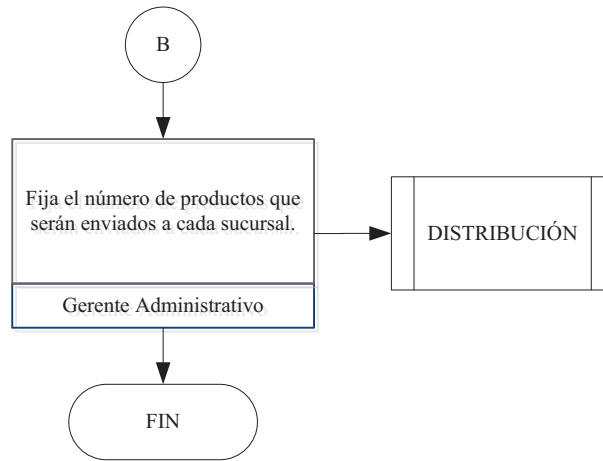 B
Fija el número de productos que
serán enviados a cada sucursal.
DISTRIBUCIÓN
Gerente Administrativo
FIN